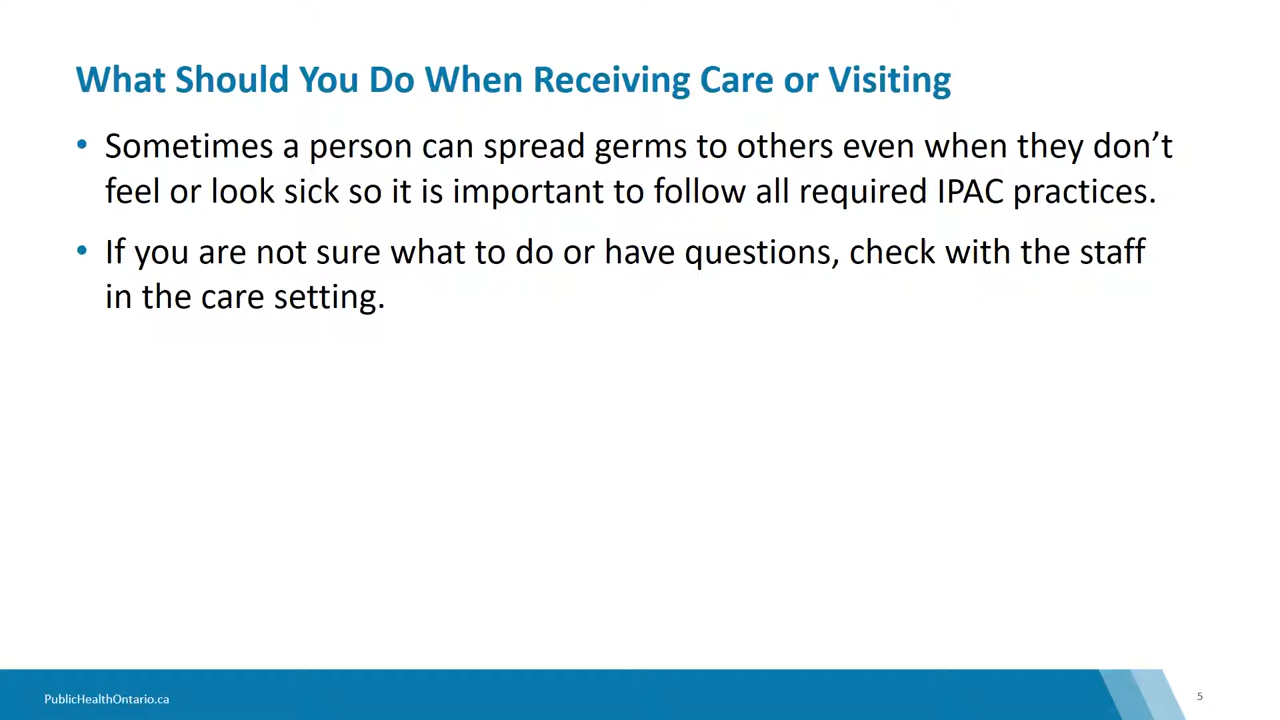 What Should You Do When Receiving Care or Visiting
• Sometimes a person can spread germs to others even when they don’t
feel or look sick so it is important to follow all required IPAC practices.
• If you are not sure what to do or have questions, check with the staff
in the care setting.
PublicHealthOntario.ca
5